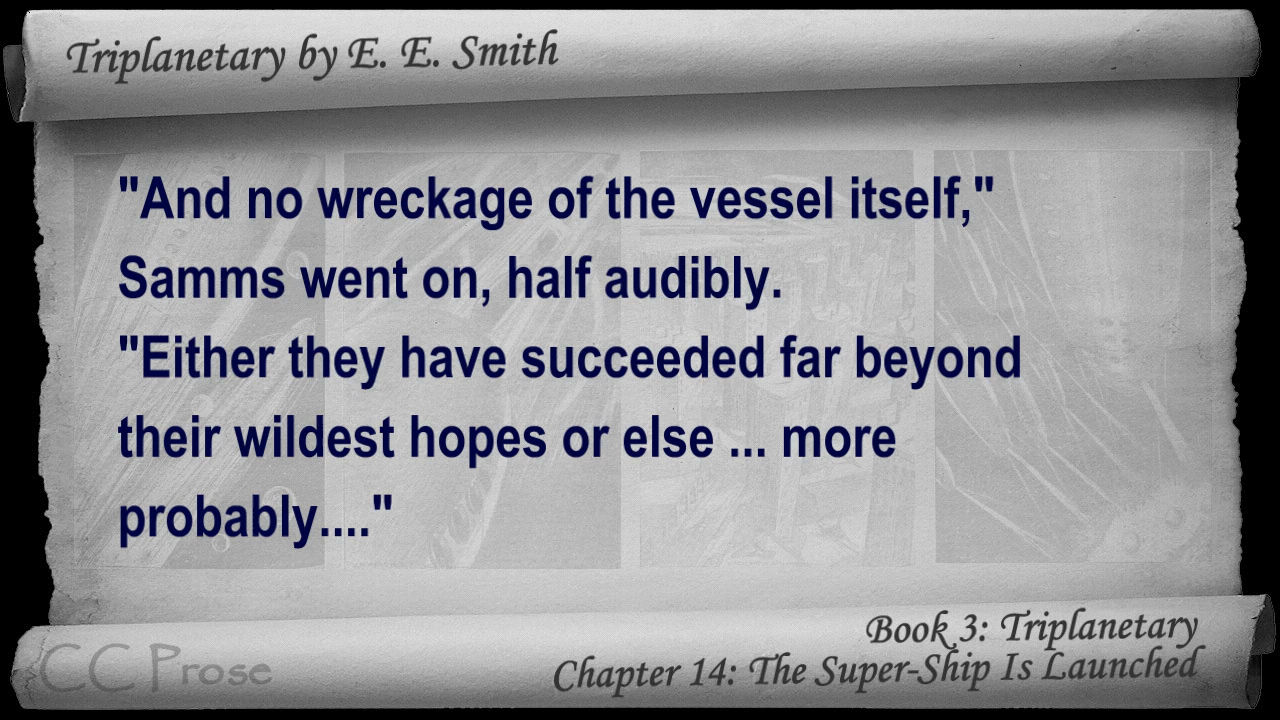 Triplanetary by E. E. Smith
"And no wreckage of the vessel itself,"
Samms went on, half audibly.
"Either they have succeeded far beyond
their wildest hopes or else ... more
probably...."
Book 3: Triplanetary
Chapter 14: The Super-Ship Is Launched
CC Prose